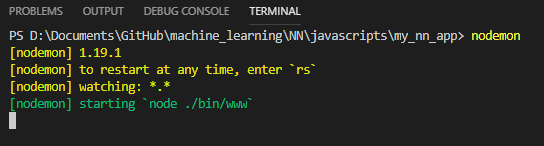 PROBLEMS OUTPUT DEBUG CONSOLE TERMINAL
PS D:\Documents\GitHub\machine_learning\NN\javascripts\my_nn_app> nodemon
[nodemon] 1.19.1
[nodemon] to restart at any time, enter `rs`
[nodemon] watching: *.*
[nodemon] starting `node ./bin/www`